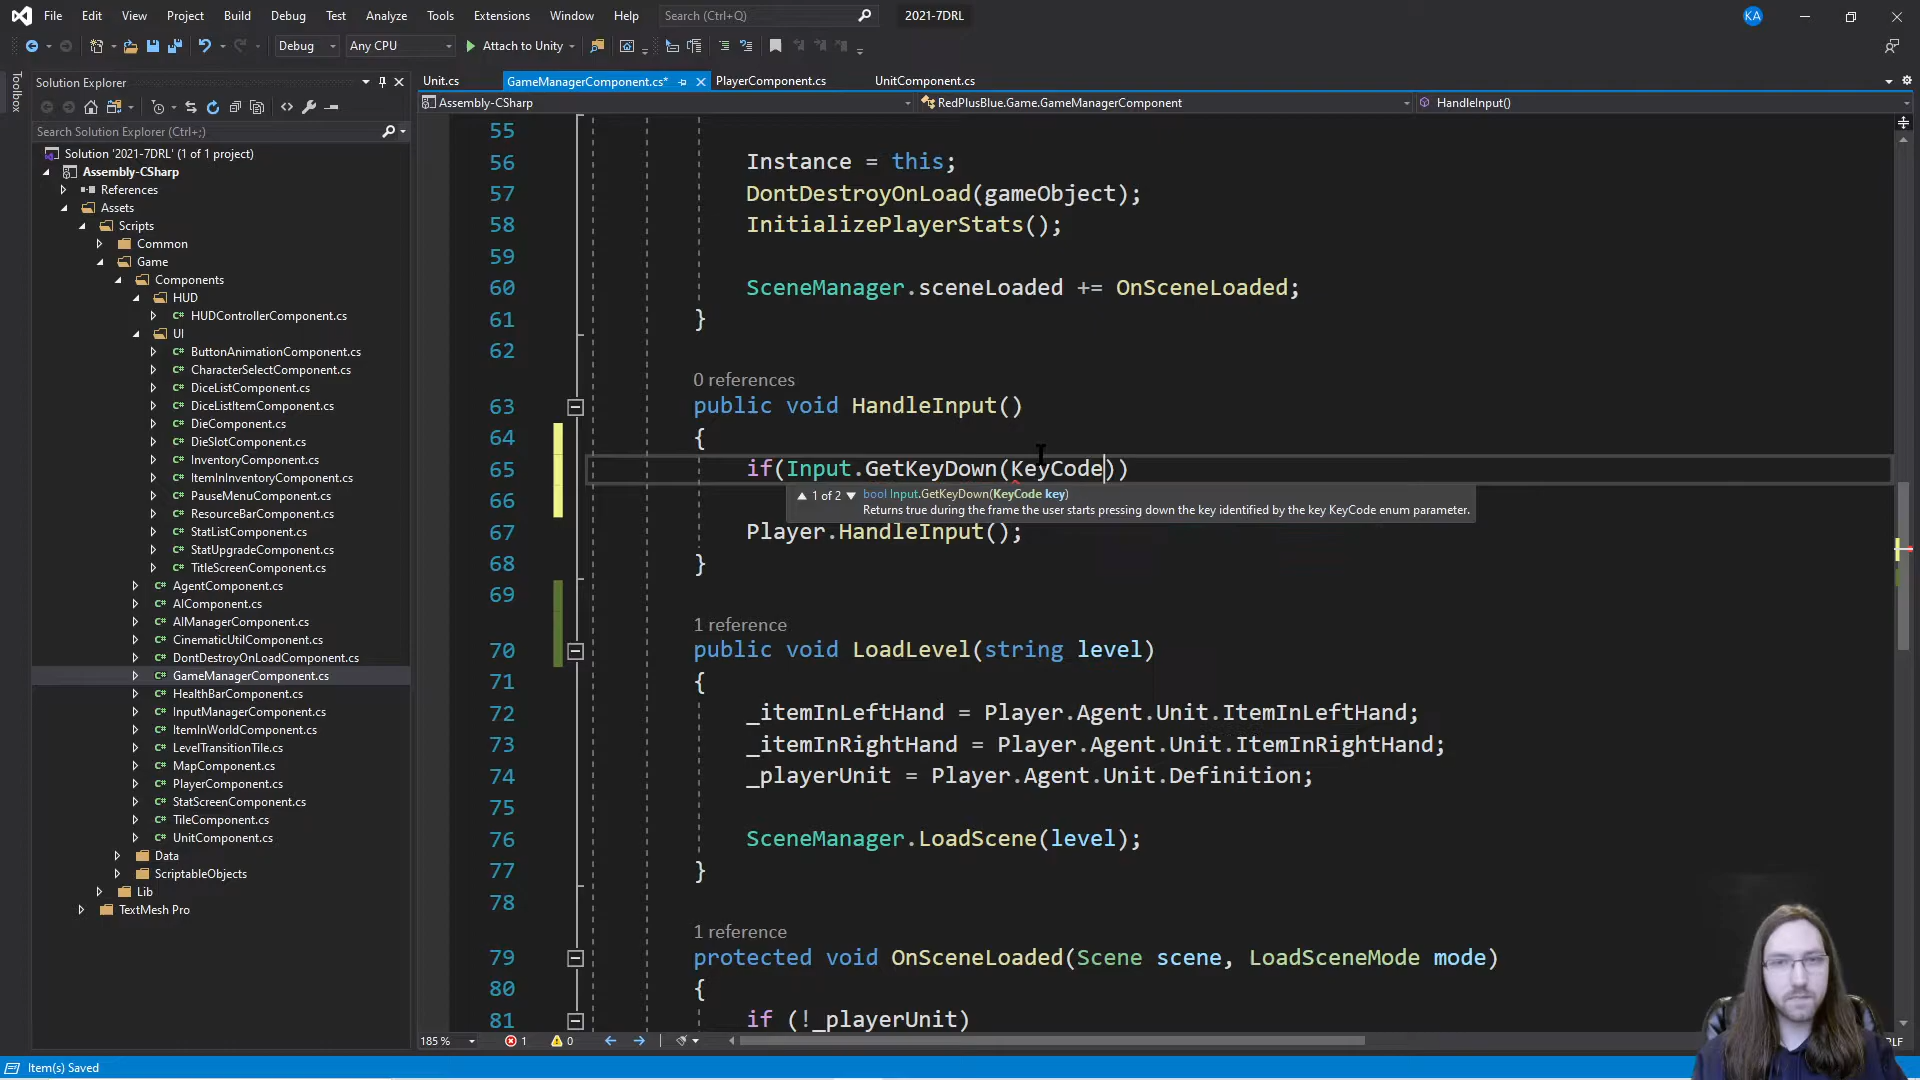 File Edit View Project Build Debug Test Analyze Tools Extensions Window Help Search (Ctrl+Q) 2021-7DRL KA
Debug Any CPU Attach to Unity
Toolbox
Solution Explorer
Search Solution Explorer (Ctrl+;)
Solution '2021-7DRL' (1 of 1 project)
Assembly-CSharp
References
Assets
Scripts
Common
Game
Components
HUD
HUDControllerComponent.cs
UI
ButtonAnimationComponent.cs
CharacterSelectComponent.cs
DiceListComponent.cs
DiceListItemComponent.cs
DieComponent.cs
DieSlotComponent.cs
InventoryComponent.cs
ItemInInventoryComponent.cs
PauseMenuComponent.cs
ResourceBarComponent.cs
StatListComponent.cs
StatUpgradeComponent.cs
TitleScreenComponent.cs
AgentComponent.cs
AIComponent.cs
AIManagerComponent.cs
CinematicUtilComponent.cs
DontDestroyOnLoadComponent.cs
GameManagerComponent.cs
HealthBarComponent.cs
InputManagerComponent.cs
ItemInWorldComponent.cs
LevelTransitionTile.cs
MapComponent.cs
PlayerComponent.cs
StatScreenComponent.cs
TileComponent.cs
UnitComponent.cs
Data
ScriptableObjects
Lib
TextMesh Pro
Unit.cs GameManagerComponent.cs* PlayerComponent.cs UnitComponent.cs
Assembly-CSharp RedPlusBlue.Game.GameManagerComponent HandleInput()
55
56 Instance = this;
57 DontDestroyOnLoad(gameObject);
58 InitializePlayerStats();
59
60 SceneManager.sceneLoaded += OnSceneLoaded;
61 }
62
0 references
63 public void HandleInput()
64 {
65 if(Input.GetKeyDown(KeyCode))
66 1 of 2 bool Input.GetKeyDown(KeyCode key)
Returns true during the frame the user starts pressing down the key identified by the key KeyCode enum parameter.
67 Player.HandleInput();
68 }
69
1 reference
70 public void LoadLevel(string level)
71 {
72 _itemInLeftHand = Player.Agent.Unit.ItemInLeftHand;
73 _itemInRightHand = Player.Agent.Unit.ItemInRightHand;
74 _playerUnit = Player.Agent.Unit.Definition;
75
76 SceneManager.LoadScene(level);
77 }
78
1 reference
79 protected void OnSceneLoaded(Scene scene, LoadSceneMode mode)
80 {
81 if (!_playerUnit)
185 % 1 0
Item(s) Saved